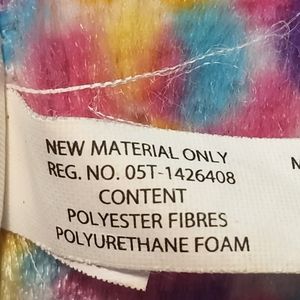 NEW MATERIAL ONLY
REG. NO. 05T-1426408
CONTENT
POLYESTER FIBRES
POLYURETHANE FOAM